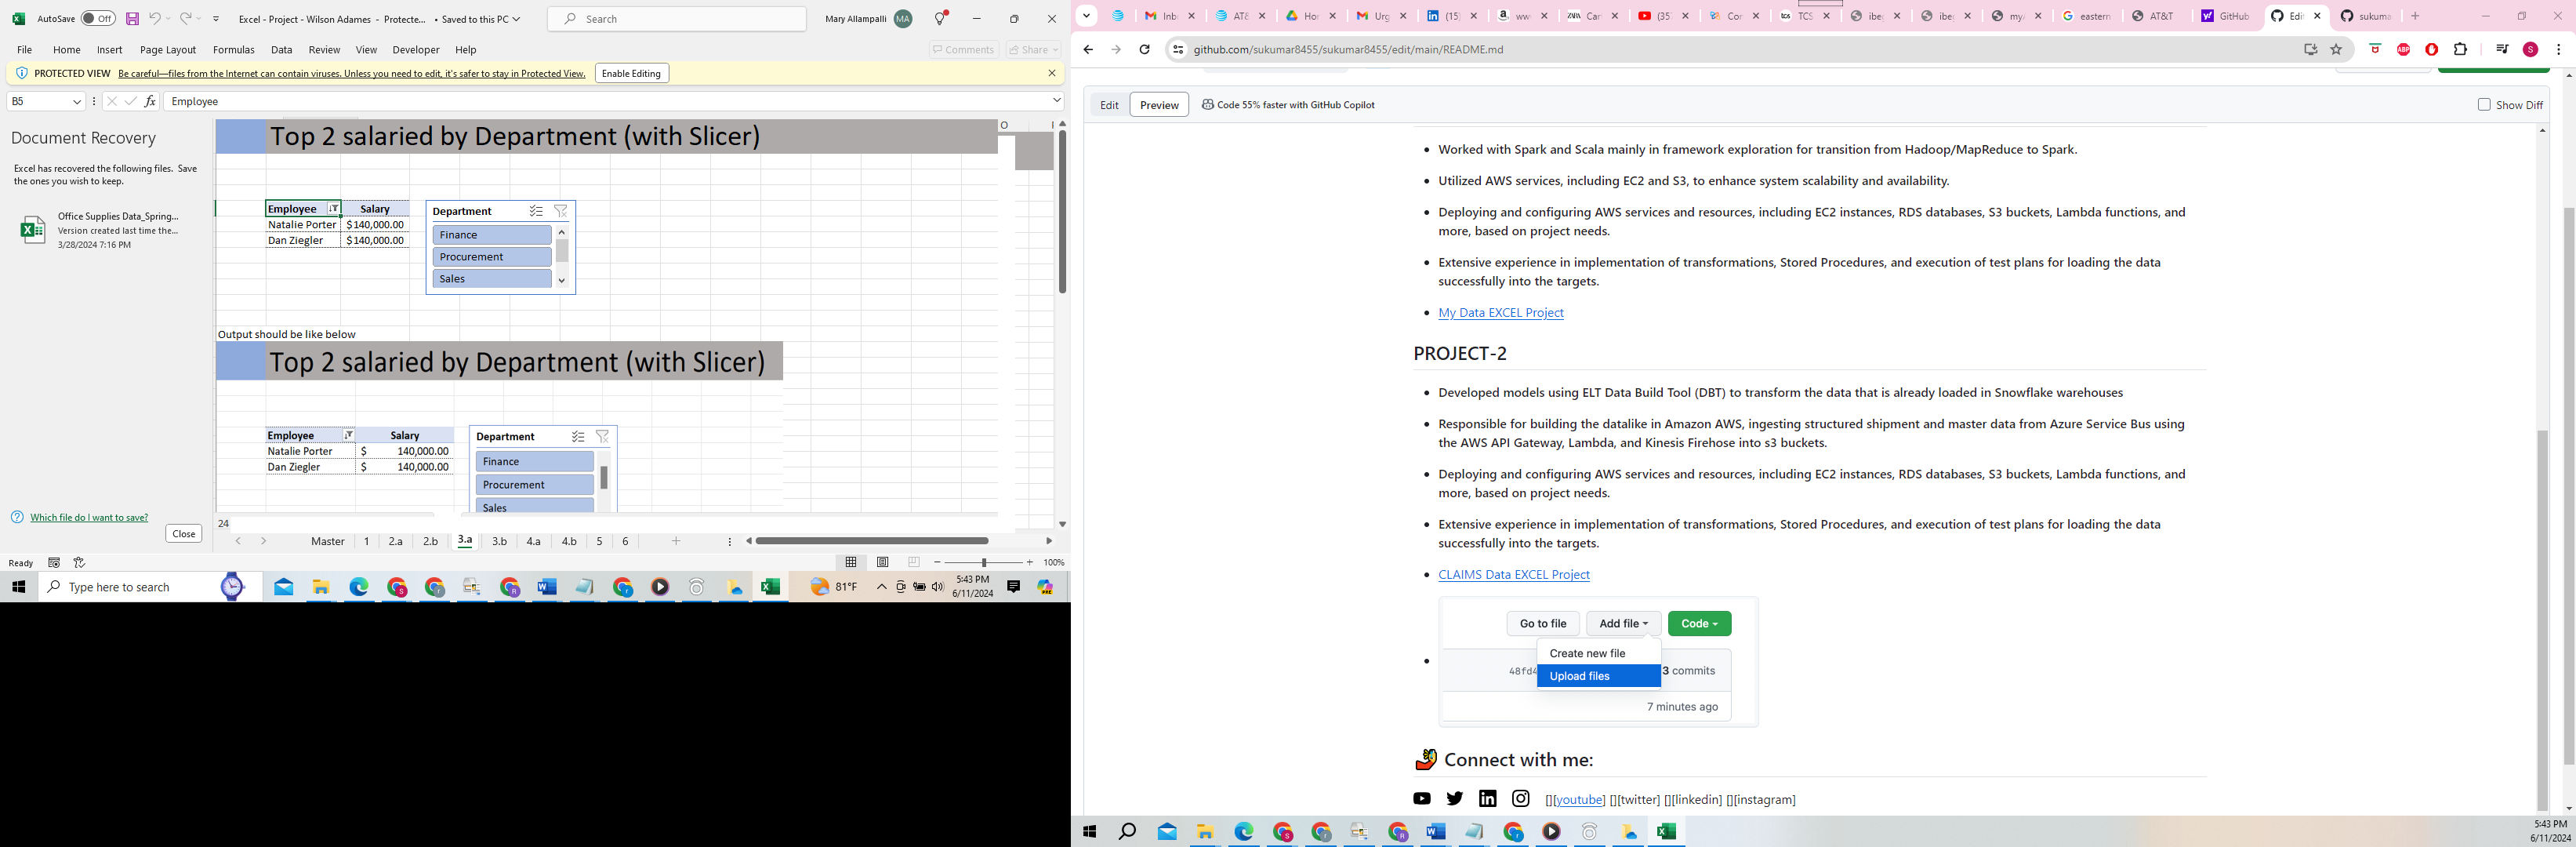 AutoSave Off Excel - Project - Wilson Adames - Protecte... • Saved to this PC Search Mary Allampalli MA
File Home Insert Page Layout Formulas Data Review View Developer Help Comments Share
PROTECTED VIEW Be careful—files from the Internet can contain viruses. Unless you need to edit, it's safer to stay in Protected View. Enable Editing
B5 fx Employee
Document Recovery
Excel has recovered the following files. Save
the ones you wish to keep.
Office Supplies Data_Spring...
Version created last time the...
3/28/2024 7:16 PM
Which file do I want to save?
Close
O
Top 2 salaried by Department (with Slicer)
Employee Salary
Natalie Porter $140,000.00
Dan Ziegler $140,000.00
Department
Finance
Procurement
Sales
Output should be like below
Top 2 salaried by Department (with Slicer)
Employee Salary
Natalie Porter $ 140,000.00
Dan Ziegler $ 140,000.00
Department
Finance
Procurement
Sales
24
Master 1 2.a 2.b 3.a 3.b 4.a 4.b 5 6
Ready 100%
Type here to search 81°F 5:43 PM
6/11/2024
Inb AT& Hor Urg (15) ww Car (35 Cor TCS ibe ibe my eastern AT&T GitHub Edit sukuma
github.com/sukumar8455/sukumar8455/edit/main/README.md ABP S
Edit Preview Code 55% faster with GitHub Copilot Show Diff
Worked with Spark and Scala mainly in framework exploration for transition from Hadoop/MapReduce to Spark.
Utilized AWS services, including EC2 and S3, to enhance system scalability and availability.
Deploying and configuring AWS services and resources, including EC2 instances, RDS databases, S3 buckets, Lambda functions, and
more, based on project needs.
Extensive experience in implementation of transformations, Stored Procedures, and execution of test plans for loading the data
successfully into the targets.
My Data EXCEL Project
PROJECT-2
Developed models using ELT Data Build Tool (DBT) to transform the data that is already loaded in Snowflake warehouses
Responsible for building the datalike in Amazon AWS, ingesting structured shipment and master data from Azure Service Bus using
the AWS API Gateway, Lambda, and Kinesis Firehose into s3 buckets.
Deploying and configuring AWS services and resources, including EC2 instances, RDS databases, S3 buckets, Lambda functions, and
more, based on project needs.
Extensive experience in implementation of transformations, Stored Procedures, and execution of test plans for loading the data
successfully into the targets.
CLAIMS Data EXCEL Project
Go to file Add file Code
Create new file
48fd4 3 commits
Upload files
7 minutes ago
Connect with me:
[][youtube] [][twitter] [][linkedin] [][instagram]
5:43 PM
6/11/2024